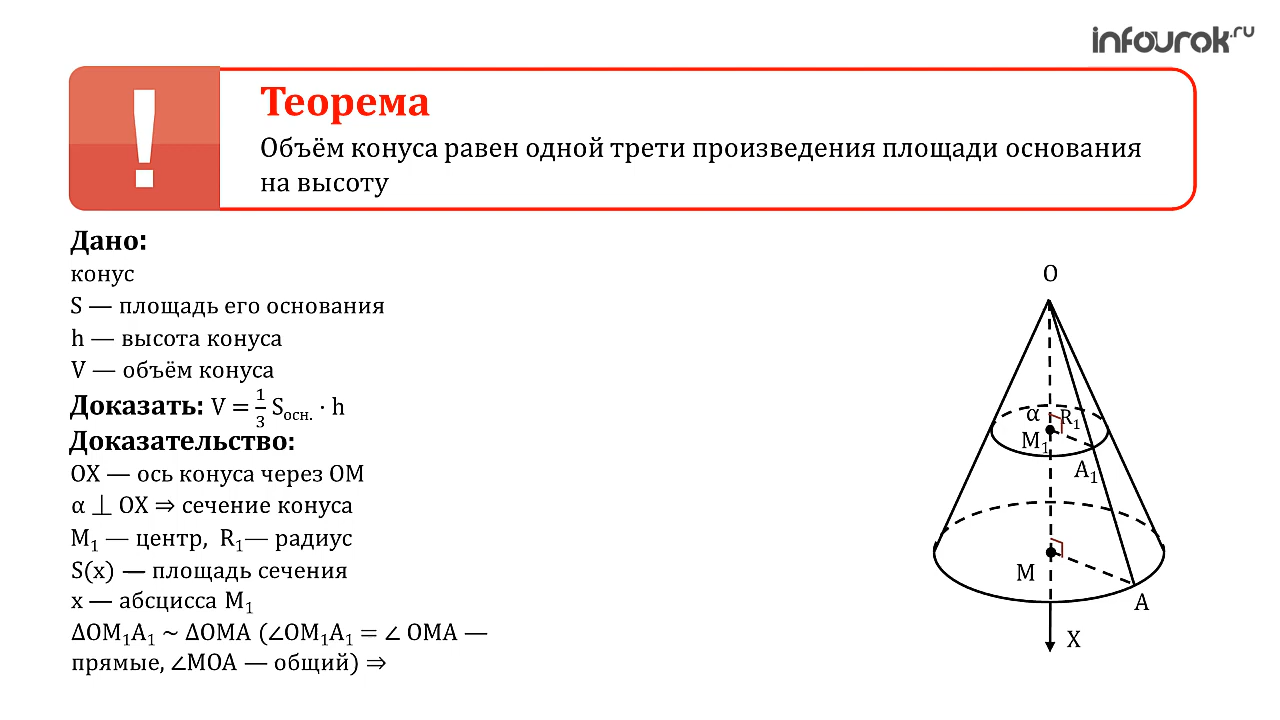 infourok.ru
!
Теорема
Объём конуса равен одной трети произведения площади основания
на высоту
Дано:
конус
S — площадь его основания
h — высота конуса
V — объём конуса
Доказать: V = 1/3 Sосн. · h
Доказательство:
OX — ось конуса через OM
α ⊥ OX ⇒ сечение конуса
M₁ — центр, R₁— радиус
S(x) — площадь сечения
x — абсцисса M₁
ΔOM₁A₁ ~ ΔOMA (∠OM₁A₁ = ∠ OMA —
прямые, ∠MOA — общий) ⇒
O
α
R₁
M₁
A₁
M
A
X